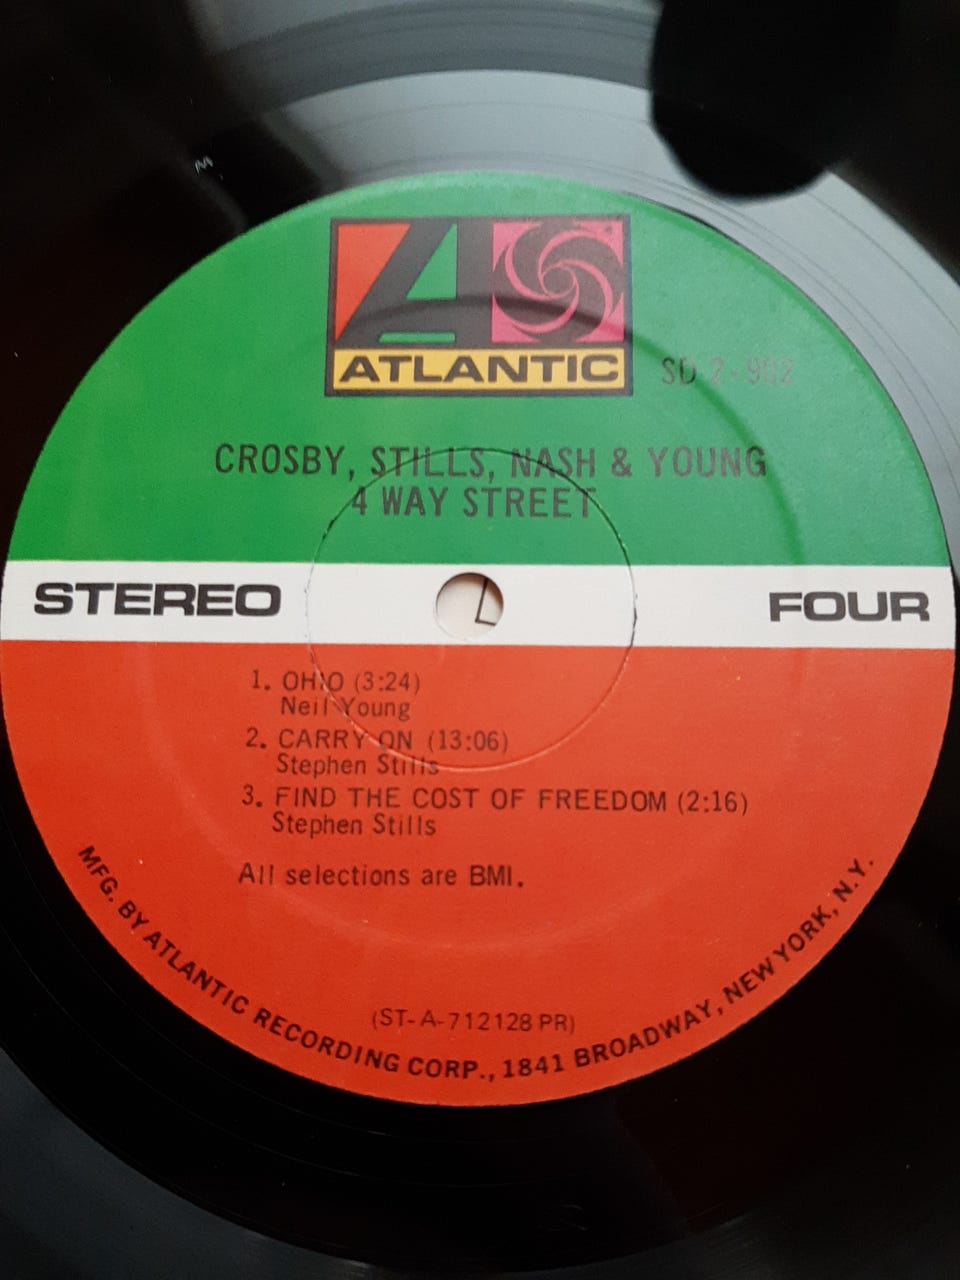 ATLANTIC
SD 2-902
CROSBY, STILLS, NASH & YOUNG
4 WAY STREET
STEREO
FOUR
1. OHIO (3:24)
Neil Young
2. CARRY ON (13:06)
Stephen Stills
3. FIND THE COST OF FREEDOM (2:16)
Stephen Stills
All selections are BMI.
(ST-A-712128 PR)
MFG. BY ATLANTIC RECORDING CORP., 1841 BROADWAY, NEW YORK, N.Y.